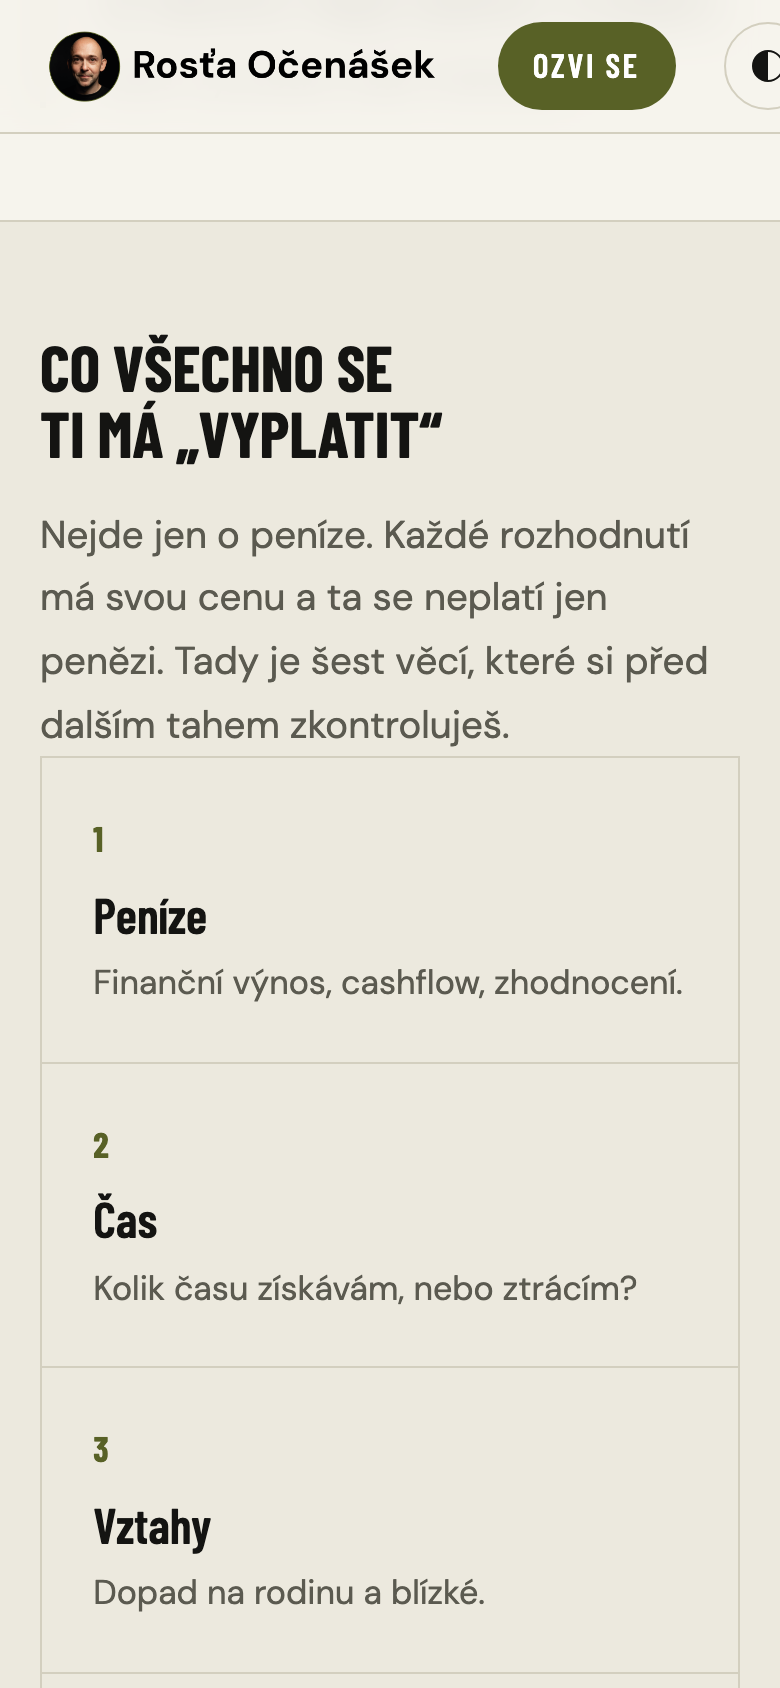 Rosťa Očenášek
OZVI SE
CO VŠECHNO SE
TI MÁ „VYPLATIT“
Nejde jen o peníze. Každé rozhodnutí
má svou cenu a ta se neplatí jen
penězi. Tady je šest věcí, které si před
dalším tahem zkontroluješ.
1
Peníze
Finanční výnos, cashflow, zhodnocení.
2
Čas
Kolik času získávám, nebo ztrácím?
3
Vztahy
Dopad na rodinu a blízké.